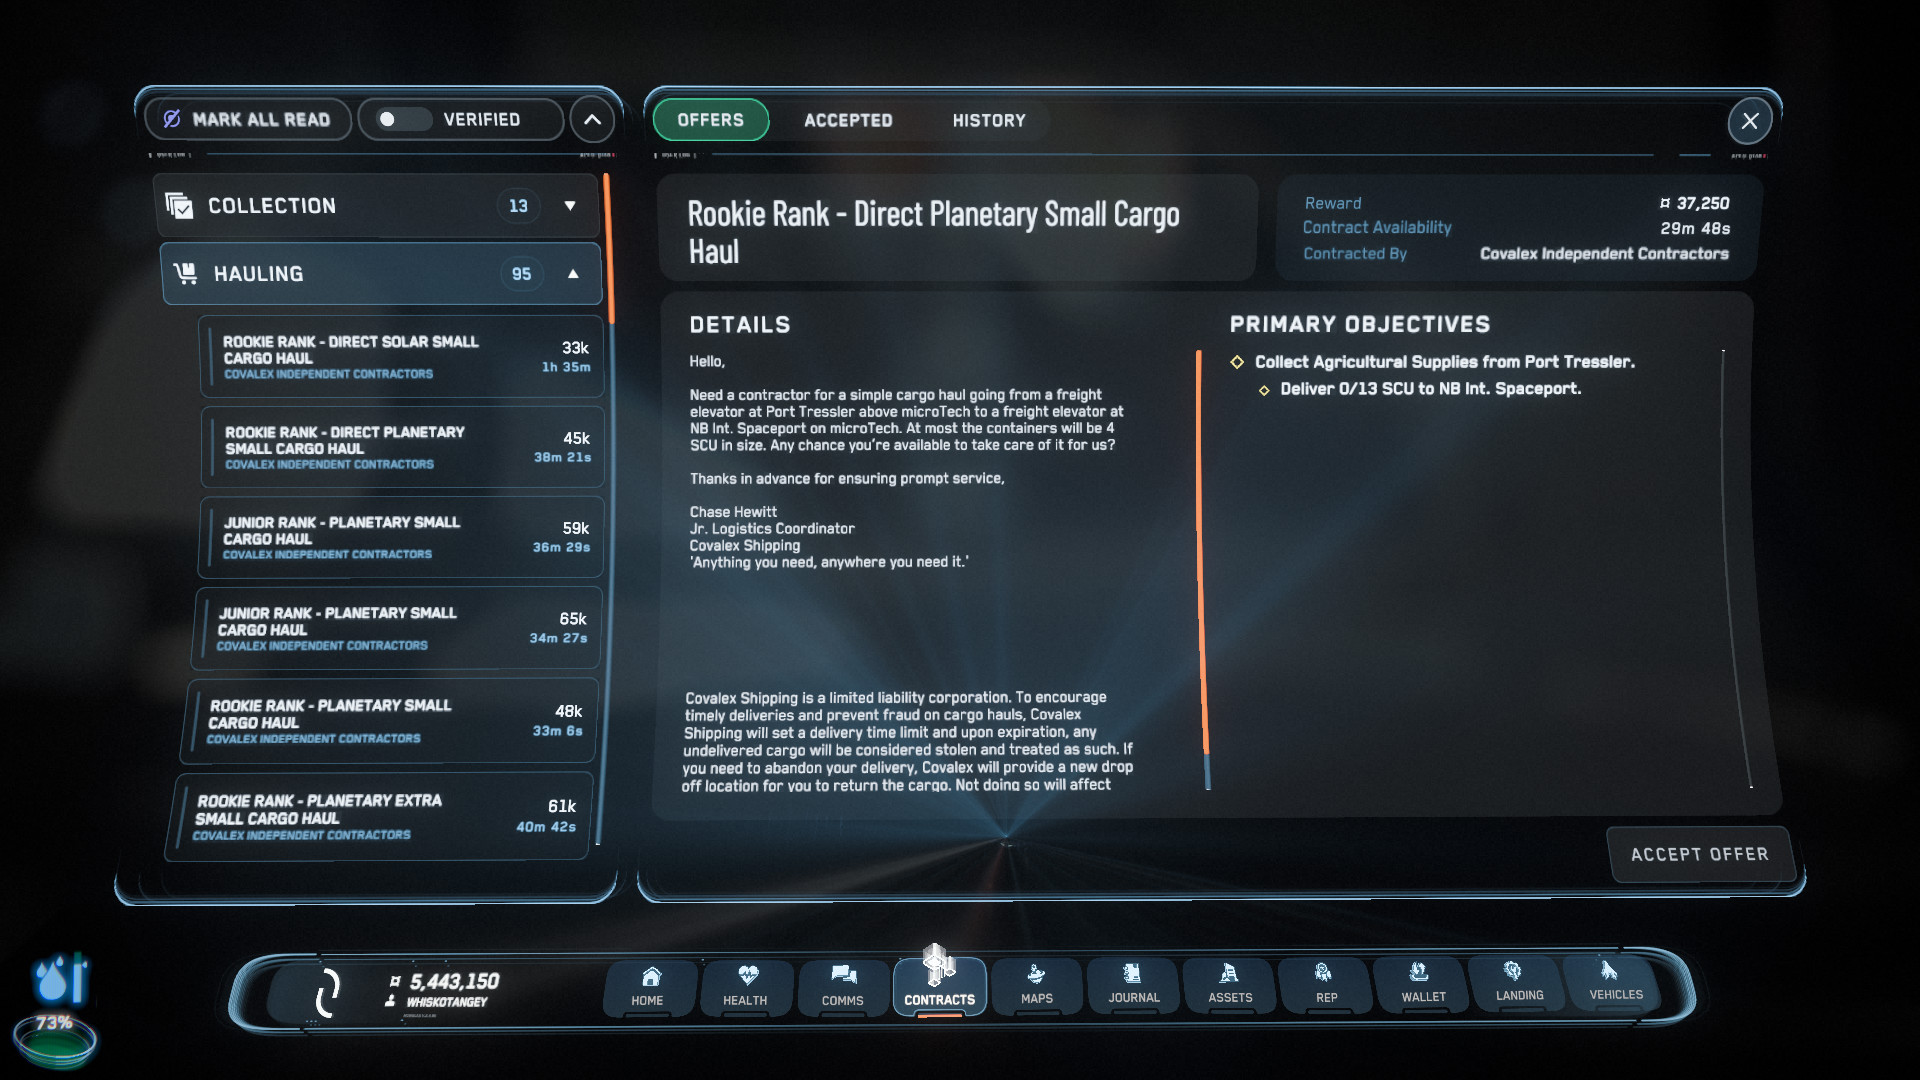 MARK ALL READ
VERIFIED
COLLECTION 13
HAULING 95
ROOKIE RANK - DIRECT SOLAR SMALL
CARGO HAUL
COVALEX INDEPENDENT CONTRACTORS
33k
1h 35m
ROOKIE RANK - DIRECT PLANETARY
SMALL CARGO HAUL
COVALEX INDEPENDENT CONTRACTORS
45k
38m 21s
JUNIOR RANK - PLANETARY SMALL
CARGO HAUL
COVALEX INDEPENDENT CONTRACTORS
59k
36m 29s
JUNIOR RANK - PLANETARY SMALL
CARGO HAUL
COVALEX INDEPENDENT CONTRACTORS
65k
34m 27s
ROOKIE RANK - PLANETARY SMALL
CARGO HAUL
COVALEX INDEPENDENT CONTRACTORS
48k
33m 6s
ROOKIE RANK - PLANETARY EXTRA
SMALL CARGO HAUL
COVALEX INDEPENDENT CONTRACTORS
61k
40m 42s
OFFERS ACCEPTED HISTORY
Rookie Rank - Direct Planetary Small Cargo
Haul
Reward ¤ 37,250
Contract Availability 29m 48s
Contracted By Covalex Independent Contractors
DETAILS
Hello,
Need a contractor for a simple cargo haul going from a freight
elevator at Port Tressler above microTech to a freight elevator at
NB Int. Spaceport on microTech. At most the containers will be 4
SCU in size. Any chance you're available to take care of it for us?
Thanks in advance for ensuring prompt service,
Chase Hewitt
Jr. Logistics Coordinator
Covalex Shipping
'Anything you need, anywhere you need it.'
Covalex Shipping is a limited liability corporation. To encourage
timely deliveries and prevent fraud on cargo hauls, Covalex
Shipping will set a delivery time limit and upon expiration, any
undelivered cargo will be considered stolen and treated as such. If
you need to abandon your delivery, Covalex will provide a new drop
off location for you to return the cargo. Not doing so will affect
PRIMARY OBJECTIVES
Collect Agricultural Supplies from Port Tressler.
Deliver 0/13 SCU to NB Int. Spaceport.
ACCEPT OFFER
73%
¤ 5,443,150
WHISKOTANGEY
HOME
HEALTH
COMMS
CONTRACTS
MAPS
JOURNAL
ASSETS
REP
WALLET
LANDING
VEHICLES